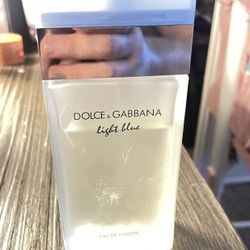 DOLCE & GABBANA
light blue
EAU DE TOILETTE